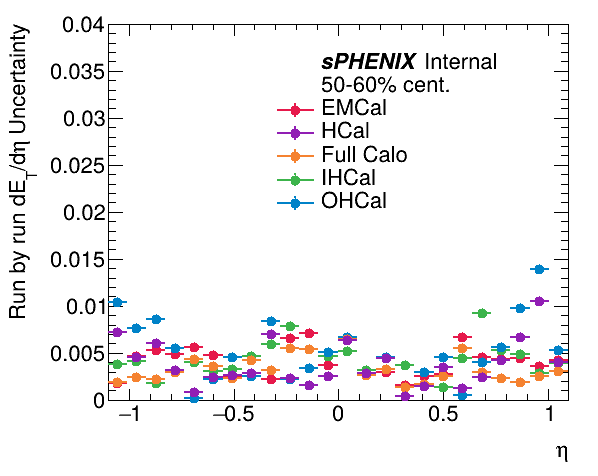 Run by run dE_T/dη Uncertainty
0.04
0.035
0.03
0.025
0.02
0.015
0.01
0.005
0
sPHENIX Internal
50-60% cent.
EMCal
HCal
Full Calo
IHCal
OHCal
−1 −0.5 0 0.5 1
η